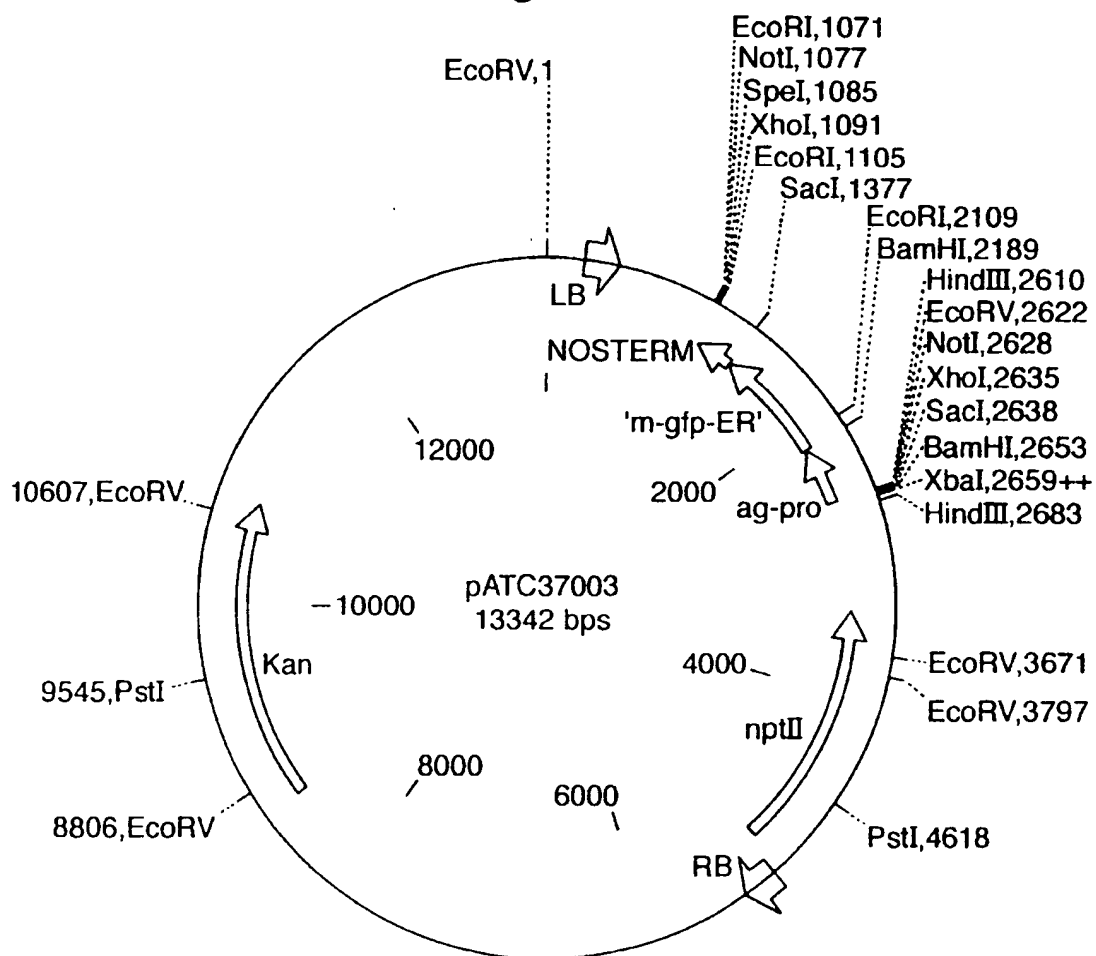 EcoRV,1
EcoRI,1071
NotI,1077
SpeI,1085
XhoI,1091
EcoRI,1105
SacI,1377
EcoRI,2109
BamHI,2189
HindIII,2610
EcoRV,2622
NotI,2628
XhoI,2635
SacI,2638
BamHI,2653
XbaI,2659++
HindIII,2683
LB
NOSTERM
'm-gfp-ER'
ag-pro
12000
2000
10607,EcoRV
pATC37003
13342 bps
10000
4000
Kan
EcoRV,3671
EcoRV,3797
9545,PstI
nptII
8000
6000
8806,EcoRV
PstI,4618
RB